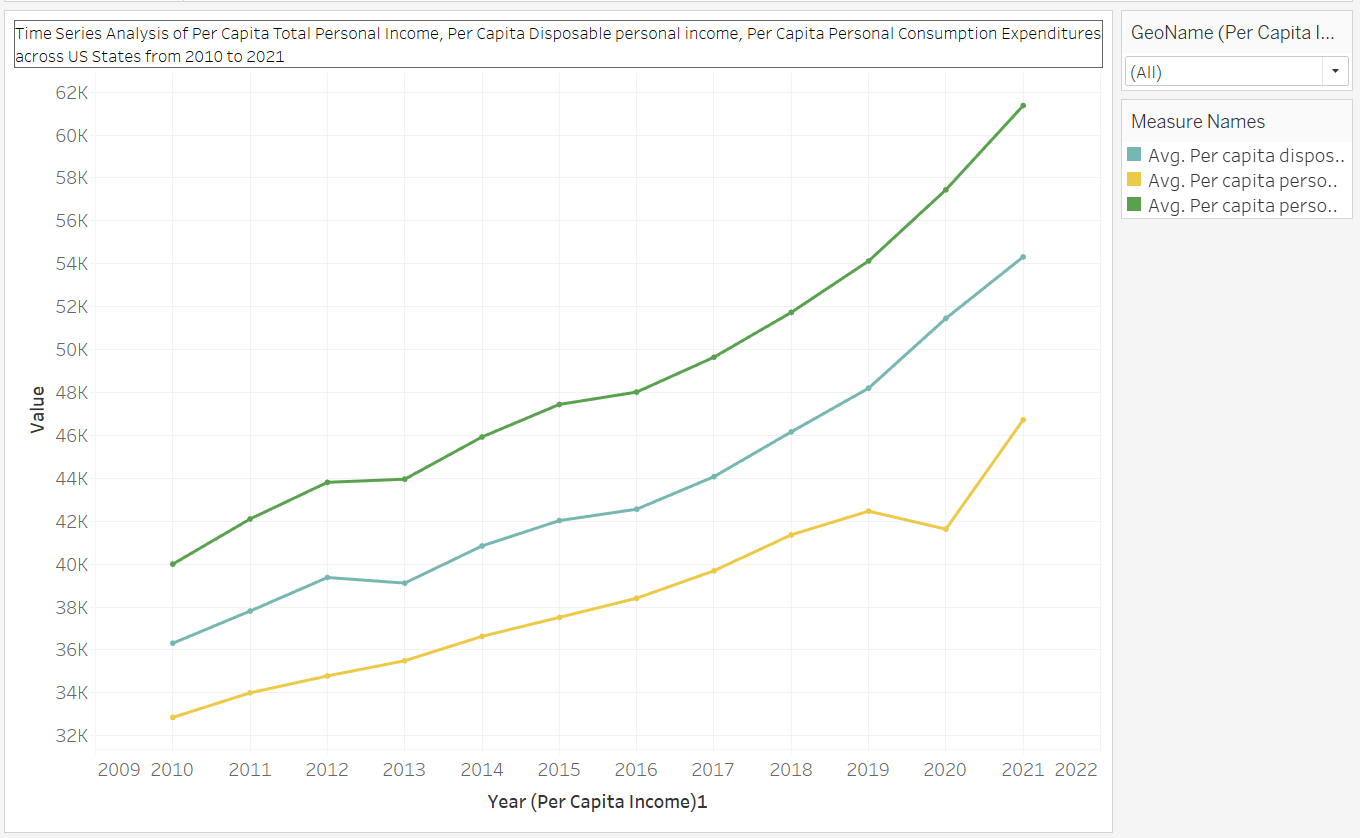 Time Series Analysis of Per Capita Total Personal Income, Per Capita Disposable personal income, Per Capita Personal Consumption Expenditures
across US States from 2010 to 2021
GeoName (Per Capita I...
(All)
Measure Names
Avg. Per capita dispos..
Avg. Per capita perso..
Avg. Per capita perso..
62K
60K
58K
56K
54K
52K
50K
48K
46K
44K
42K
40K
38K
36K
34K
32K
Value
2009 2010 2011 2012 2013 2014 2015 2016 2017 2018 2019 2020 2021 2022
Year (Per Capita Income)1